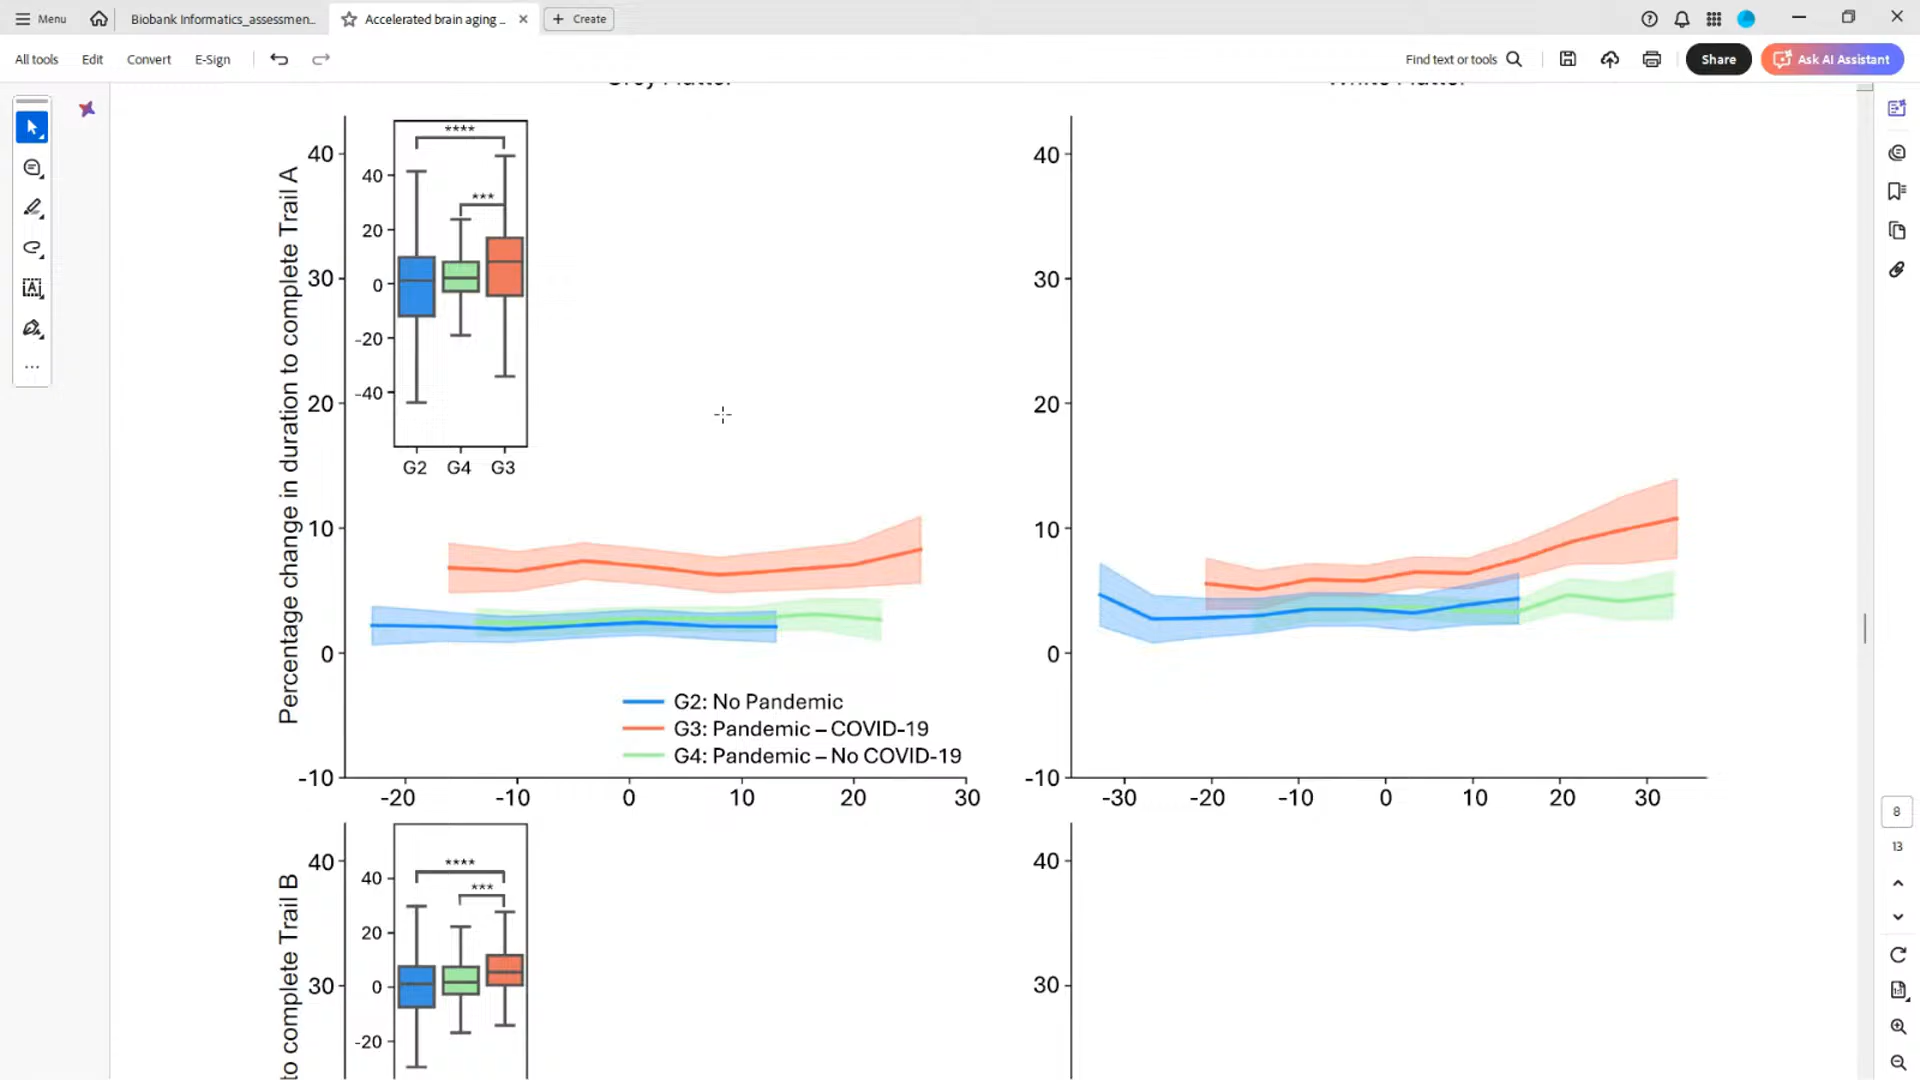 Menu
Biobank Informatics_assessmen...
Accelerated brain aging ...
Create
All tools
Edit
Convert
E-Sign
Find text or tools
Share
Ask AI Assistant
Grey Matter
White Matter
Percentage change in duration to complete Trail A
40
30
20
10
0
-10
****
***
40
20
0
-20
-40
G2 G4 G3
G2: No Pandemic
G3: Pandemic – COVID-19
G4: Pandemic – No COVID-19
-20 -10 0 10 20 30
40
30
20
10
0
-10
-30 -20 -10 0 10 20 30
to complete Trail B
40
30
****
***
40
20
0
-20
40
30
8
13